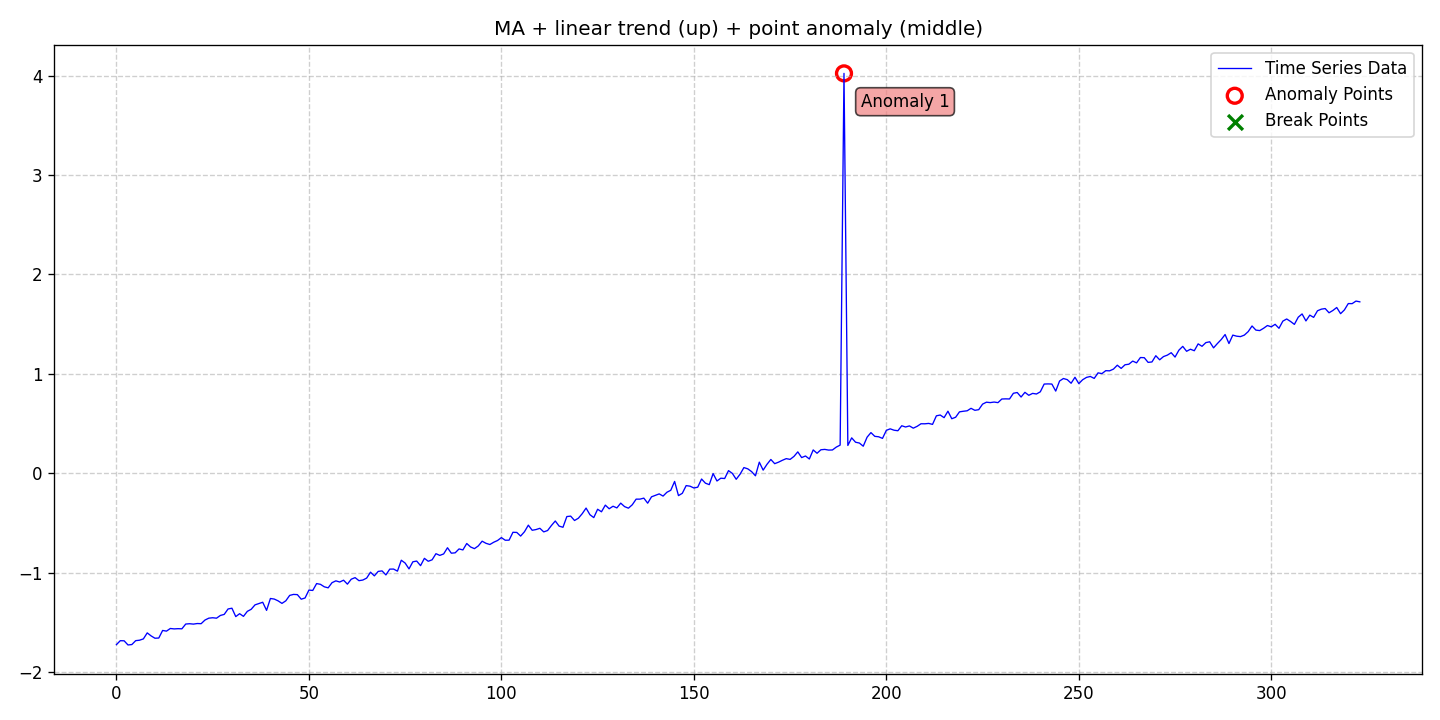 MA + linear trend (up) + point anomaly (middle)
Time Series Data
Anomaly Points
Break Points
Anomaly 1
4
3
2
1
0
−1
−2
0 50 100 150 200 250 300